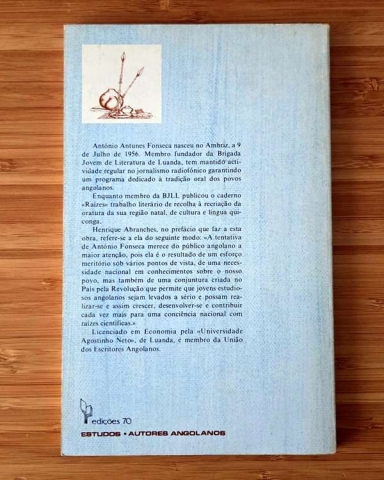 António Antunes Fonseca nasceu no Ambriz, a 9
de Julho de 1956. Membro fundador da Brigada
Jovem de Literatura de Luanda, tem mantido acti-
vidade regular no jornalismo radiofónico garantindo
um programa dedicado à tradição oral dos povos
angolanos.
Enquanto membro da BJLL publicou o caderno
«Raízes» trabalho literário de recolha à recriação da
oratura da sua região natal, de cultura e língua qui-
conga.
Henrique Abranches, no prefácio que faz a esta
obra, refere-se a ela do seguinte modo: «A tentativa
de António Fonseca merece do público angolano a
maior atenção, pois ela é o resultado de um esforço
meritório sob vários pontos de vista, de uma neces-
sidade nacional em conhecimentos sobre o nosso
povo, mas também de uma conjuntura criada no
País pela Revolução que permite que jovens estudio-
sos angolanos sejam levados a sério e possam rea-
lizar-se e assim crescer, desenvolver-se e contribuir
cada vez mais para uma conciência nacional com
raízes científicas.»
Licenciado em Economia pela «Universidade
Agostinho Neto», de Luanda, é membro da União
dos Escritores Angolanos.
edições 70
ESTUDOS • AUTORES ANGOLANOS